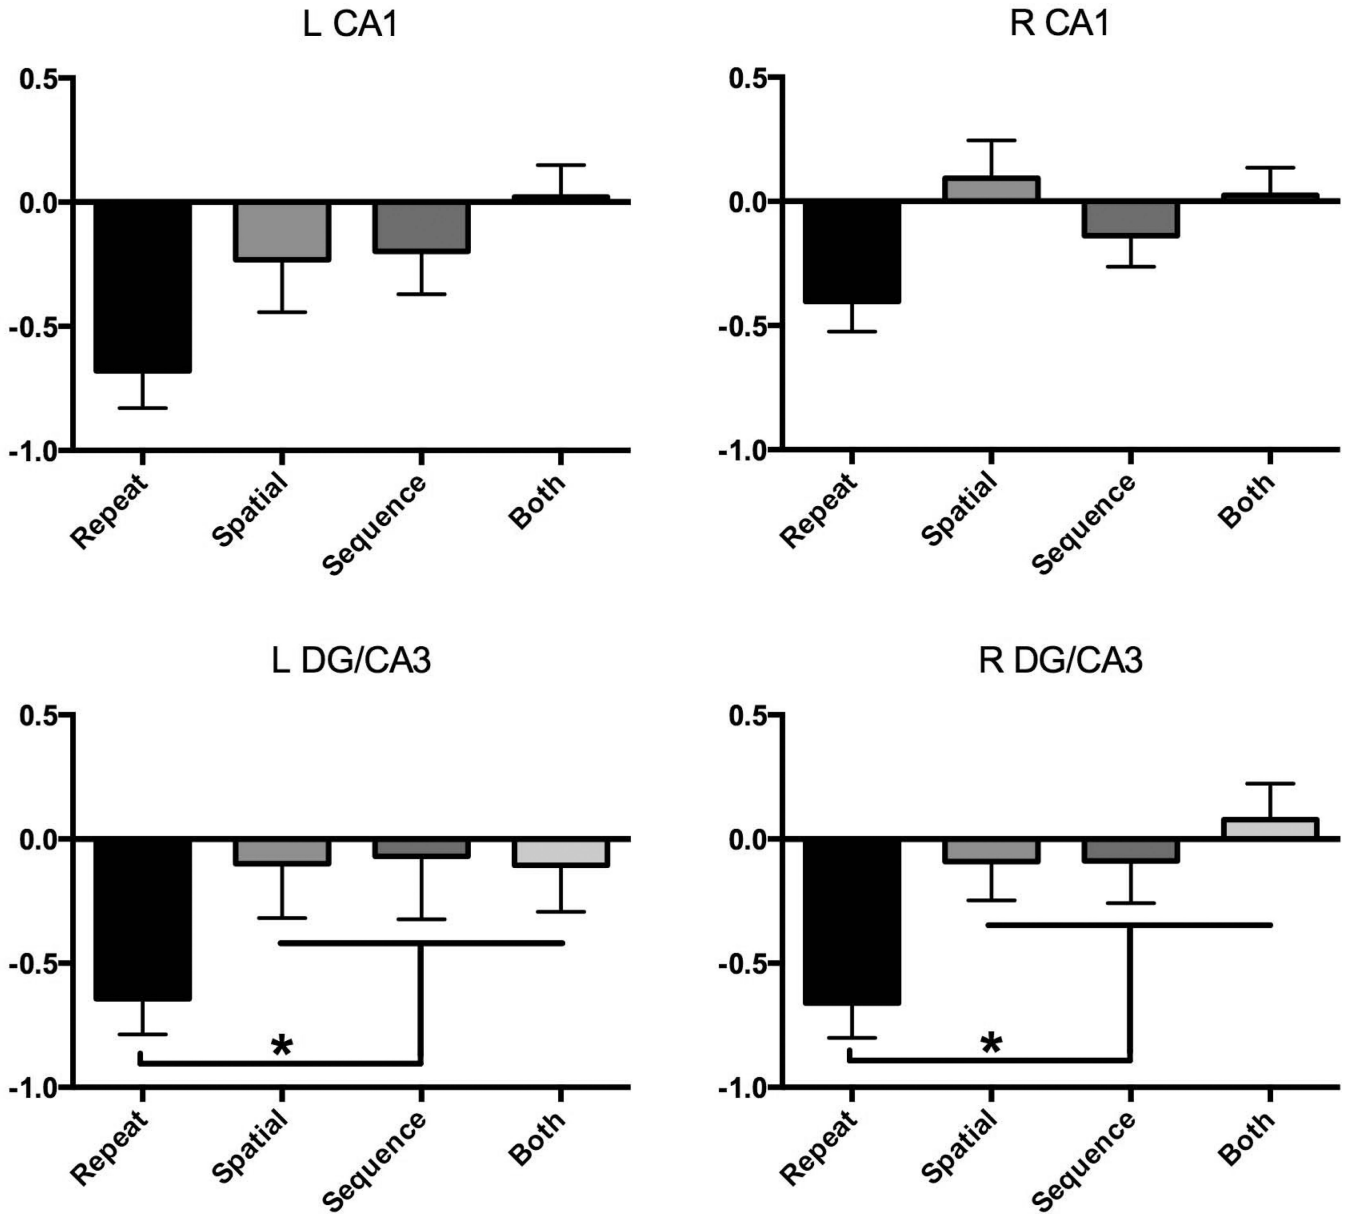 L CA1
0.5
0.0
-0.5
-1.0
Repeat
Spatial
Sequence
Both
R CA1
0.5
0.0
-0.5
-1.0
Repeat
Spatial
Sequence
Both
L DG/CA3
0.5
0.0
-0.5
-1.0
*
Repeat
Spatial
Sequence
Both
R DG/CA3
0.5
0.0
-0.5
-1.0
*
Repeat
Spatial
Sequence
Both